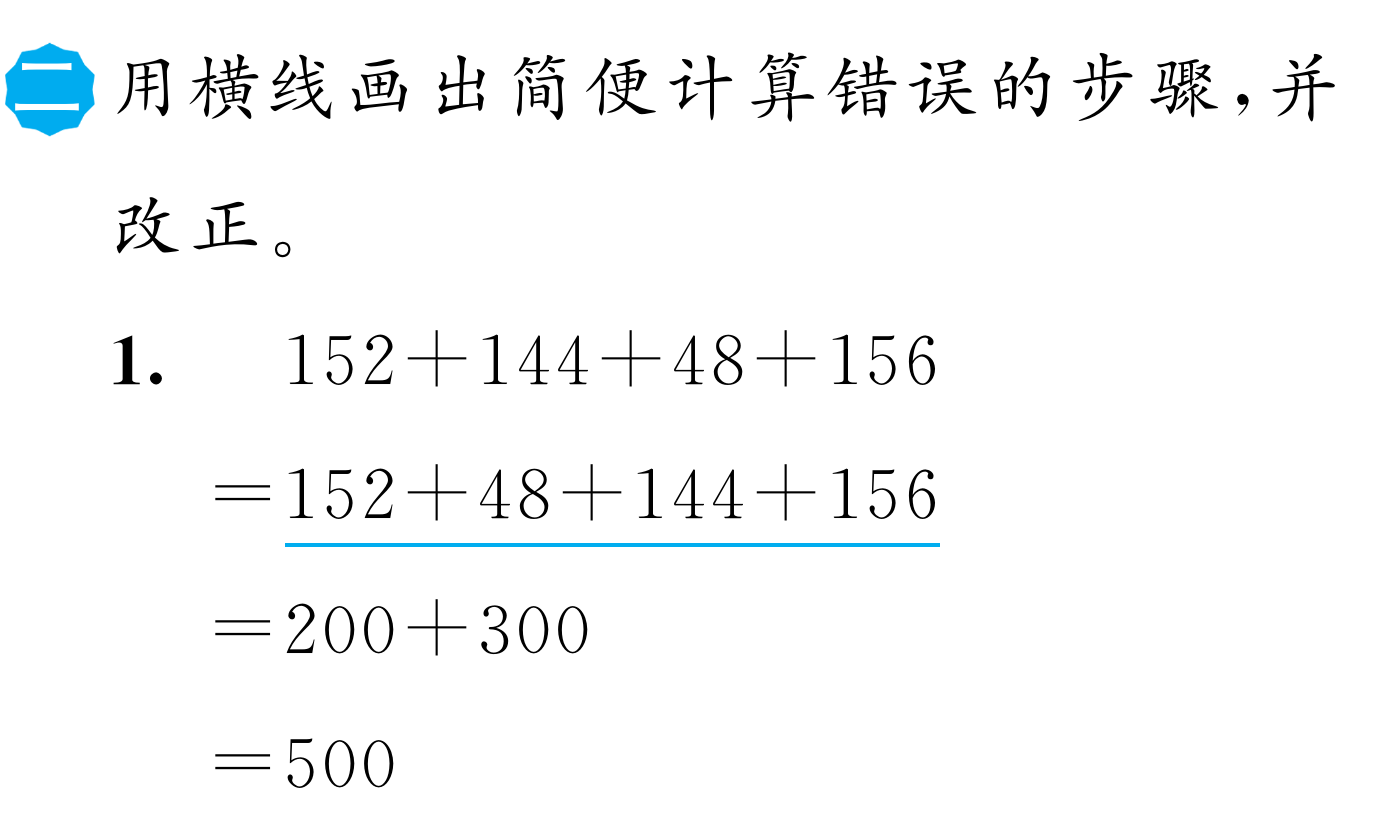 二 用横线画出简便计算错误的步骤,并
改正。
1. 152+144+48+156
=152+48+144+156
=200+300
=500